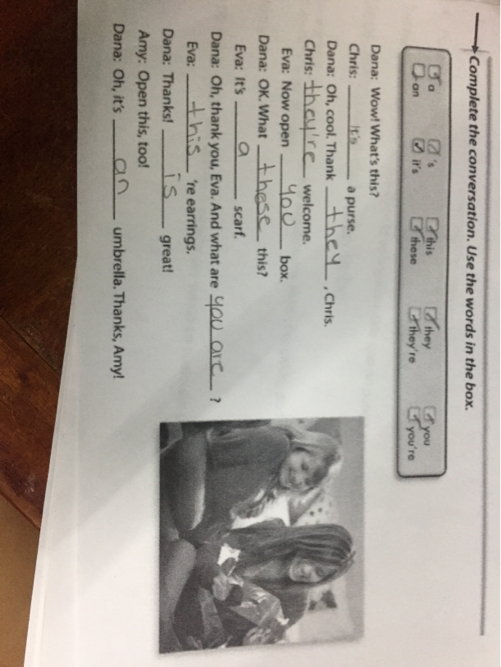 Complete the conversation. Use the words in the box.
a 's this they you
an it's these they're you're
Dana: Wow! What's this?
Chris: It's a purse.
Dana: Oh, cool. Thank they, Chris.
Chris: they're welcome.
Eva: Now open you box.
Dana: OK. What those this?
Eva: It's a scarf.
Dana: Oh, thank you, Eva. And what are you are?
Eva: this 're earrings.
Dana: Thanks! is great!
Amy: Open this, too!
Dana: Oh, it's an umbrella. Thanks, Amy!